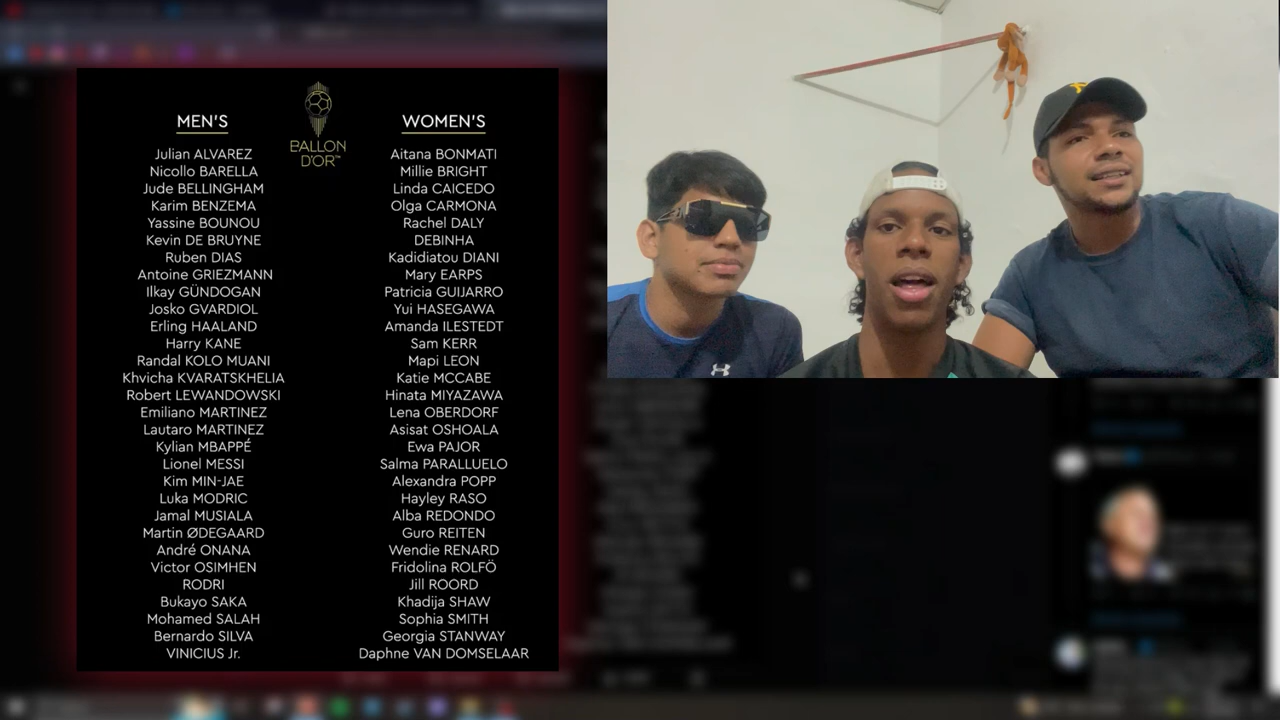 BALLON
D'OR™
MEN'S
Julian ALVAREZ
Nicollo BARELLA
Jude BELLINGHAM
Karim BENZEMA
Yassine BOUNOU
Kevin DE BRUYNE
Ruben DIAS
Antoine GRIEZMANN
Ilkay GÜNDOGAN
Josko GVARDIOL
Erling HAALAND
Harry KANE
Randal KOLO MUANI
Khvicha KVARATSKHELIA
Robert LEWANDOWSKI
Emiliano MARTINEZ
Lautaro MARTINEZ
Kylian MBAPPÉ
Lionel MESSI
Kim MIN-JAE
Luka MODRIC
Jamal MUSIALA
Martin ØDEGAARD
André ONANA
Victor OSIMHEN
RODRI
Bukayo SAKA
Mohamed SALAH
Bernardo SILVA
VINICIUS Jr.
WOMEN'S
Aitana BONMATI
Millie BRIGHT
Linda CAICEDO
Olga CARMONA
Rachel DALY
DEBINHA
Kadidiatou DIANI
Mary EARPS
Patricia GUIJARRO
Yui HASEGAWA
Amanda ILESTEDT
Sam KERR
Mapi LEON
Katie MCCABE
Hinata MIYAZAWA
Lena OBERDORF
Asisat OSHOALA
Ewa PAJOR
Salma PARALLUELO
Alexandra POPP
Hayley RASO
Alba REDONDO
Guro REITEN
Wendie RENARD
Fridolina ROLFÖ
Jill ROORD
Khadija SHAW
Sophia SMITH
Georgia STANWAY
Daphne VAN DOMSELAAR